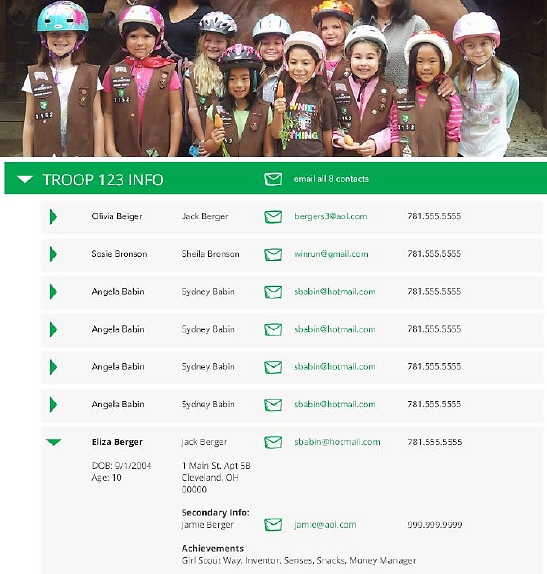 1152
1152
1152
TROOP 123 INFO email all 8 contacts
Olivia Beiger Jack Berger bergers3@aol.com 781.555.5555
Sosie Bronson Sheila Bronson winrun@gmail.com 781.555.5555
Angela Babin Sydney Babin sbabin@hotmail.com 781.555.5555
Angela Babin Sydney Babin sbabin@hotmail.com 781.555.5555
Angela Babin Sydney Babin sbabin@hotmail.com 781.555.5555
Angela Babin Sydney Babin sbabin@hotmail.com 781.555.5555
Eliza Berger Jack Berger sbabin@hotmail.com 781.555.5555
DOB: 9/1/2004 1 Main St. Apt 5B
Age: 10 Cleveland, OH
00000
Secondary Info:
Jamie Berger jamie@aol.com 999.999.9999
Achievements
Girl Scout Way, Inventor, Senses, Snacks, Money Manager